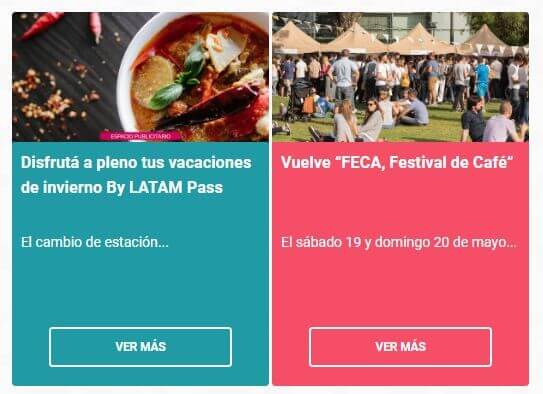 ESPACIO PUBLICITARIO
Disfrutá a pleno tus vacaciones
de invierno By LATAM Pass
El cambio de estación...
VER MÁS
Vuelve “FECA, Festival de Café“
El sábado 19 y domingo 20 de mayo...
VER MÁS